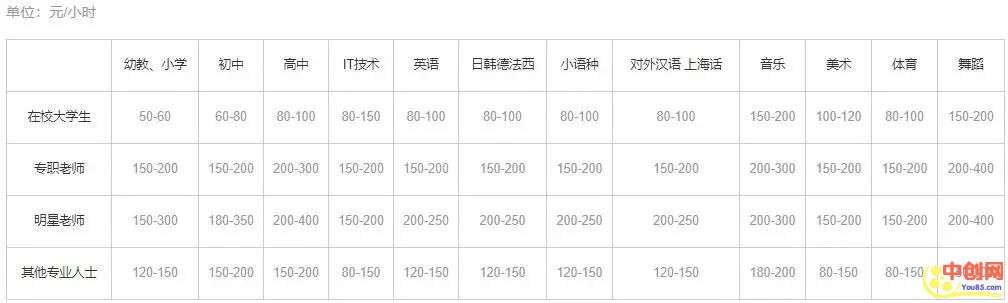 单位：元/小时
幼教、小学 初中 高中 IT技术 英语 日韩德法西 小语种 对外汉语 上海话 音乐 美术 体育 舞蹈
在校大学生 50-60 60-80 80-100 80-150 80-100 80-100 80-100 80-100 150-200 100-120 80-100 150-200
专职老师 150-200 150-200 200-300 150-200 150-200 150-200 150-200 150-200 200-300 150-200 150-200 200-400
明星老师 150-300 180-350 200-400 150-200 200-250 200-250 200-250 200-250 200-300 150-200 150-200 200-400
其他专业人士 120-150 150-200 150-200 80-150 120-150 120-150 120-150 120-150 180-200 80-150 80-150
中创网
You85.com